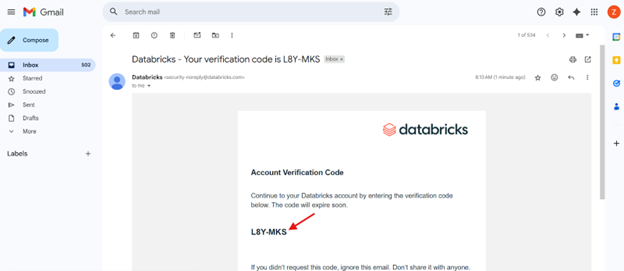 Gmail
Search mail
Z
Compose
1 of 534
Inbox 502
Starred
Snoozed
Sent
Drafts
More
Labels
Databricks - Your verification code is L8Y-MKS Inbox x
Databricks <security-noreply@databricks.com>
8:10 AM (1 minute ago)
to me
databricks
Account Verification Code
Continue to your Databricks account by entering the verification code
below. The code will expire soon.
L8Y-MKS
If you didn't request this code, ignore this email. Don't share it with anyone.